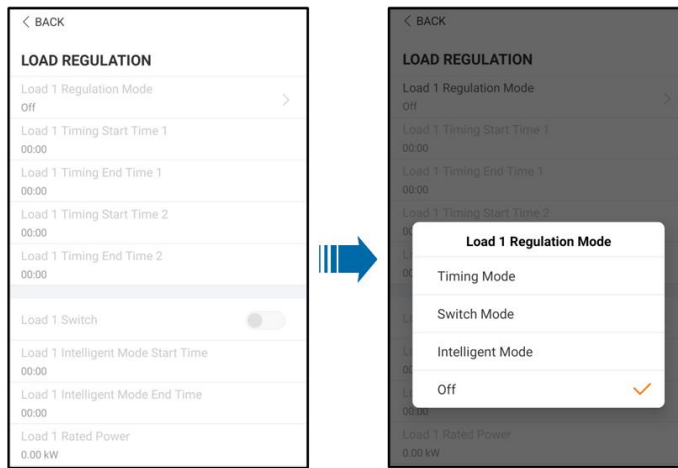 < BACK
LOAD REGULATION
Load 1 Regulation Mode
Off
Load 1 Timing Start Time 1
00:00
Load 1 Timing End Time 1
00:00
Load 1 Timing Start Time 2
00:00
Load 1 Timing End Time 2
00:00
Load 1 Switch
Load 1 Intelligent Mode Start Time
00:00
Load 1 Intelligent Mode End Time
00:00
Load 1 Rated Power
0.00 kW
< BACK
LOAD REGULATION
Load 1 Regulation Mode
Off
Load 1 Timing Start Time 1
00:00
Load 1 Timing End Time 1
00:00
Load 1 Timing Start Time 2
Load 1 Regulation Mode
Timing Mode
Switch Mode
Intelligent Mode
Off
00:00
Load 1 Rated Power
0.00 kW